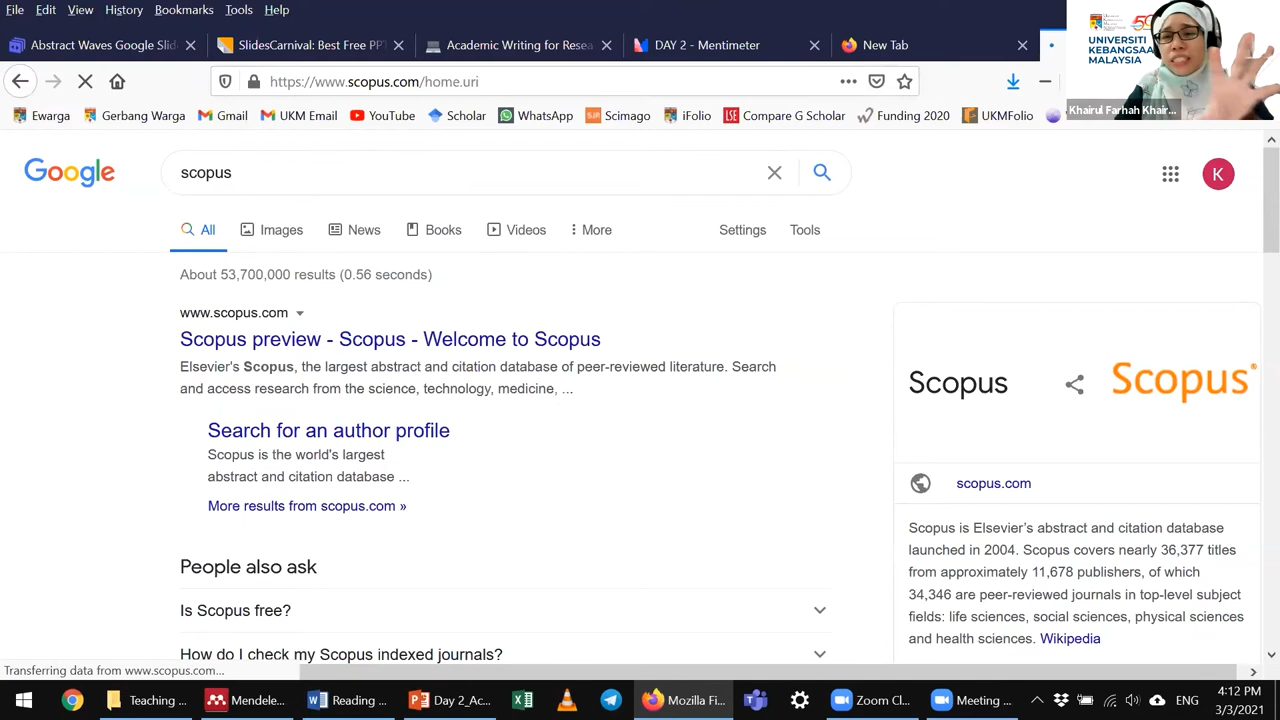 File Edit View History Bookmarks Tools Help
Abstract Waves Google Slides
SlidesCarnival: Best Free PPT
Academic Writing for Resea
DAY 2 - Mentimeter
New Tab
https://www.scopus.com/home.uri
UNIVERSITI
KEBANGSAA
MALAYSIA
Khairul Farhah Khair...
Ewarga Gerbang Warga Gmail UKM Email YouTube Scholar WhatsApp Scimago iFolio Compare G Scholar Funding 2020 UKMFolio
Google
scopus
K
All Images News Books Videos More Settings Tools
About 53,700,000 results (0.56 seconds)
www.scopus.com
Scopus preview - Scopus - Welcome to Scopus
Elsevier's Scopus, the largest abstract and citation database of peer-reviewed literature. Search
and access research from the science, technology, medicine, ...
Search for an author profile
Scopus is the world's largest
abstract and citation database ...
More results from scopus.com »
People also ask
Is Scopus free?
How do I check my Scopus indexed journals?
Scopus
Scopus®
scopus.com
Scopus is Elsevier's abstract and citation database
launched in 2004. Scopus covers nearly 36,377 titles
from approximately 11,678 publishers, of which
34,346 are peer-reviewed journals in top-level subject
fields: life sciences, social sciences, physical sciences
and health sciences. Wikipedia
Transferring data from www.scopus.com...
Teaching ... Mendele... Reading ... Day 2_Ac... Mozilla Fi... Zoom Cl... Meeting ... ENG
4:12 PM
3/3/2021